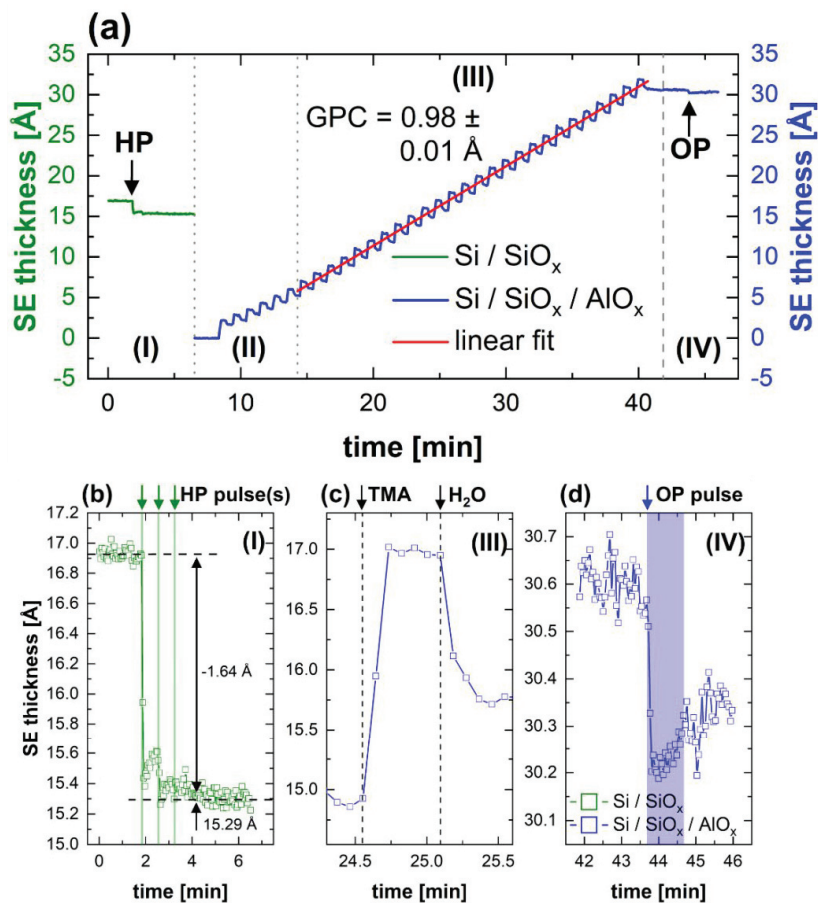 (a)
SE thickness [Å]
35
30
25
20
15
10
5
0
-5
HP
(I)
(II)
(III)
GPC = 0.98 ±
0.01 Å
OP
Si / SiOₓ
Si / SiOₓ / AlOₓ
linear fit
(IV)
35
30
25
20
15
10
5
0
-5
SE thickness [Å]
0 10 20 30 40
time [min]
(b)
HP pulse(s)
(I)
SE thickness [Å]
17.2
17.0
16.8
16.6
16.4
16.2
16.0
15.8
15.6
15.4
15.2
15.0
-1.64 Å
15.29 Å
0 2 4 6
time [min]
(c)
TMA H₂O
(III)
17.0
16.5
16.0
15.5
15.0
24.5 25.0 25.5
time [min]
(d)
OP pulse
(IV)
30.7
30.6
30.5
30.4
30.3
30.2
30.1
Si / SiOₓ
Si / SiOₓ / AlOₓ
42 43 44 45 46
time [min]